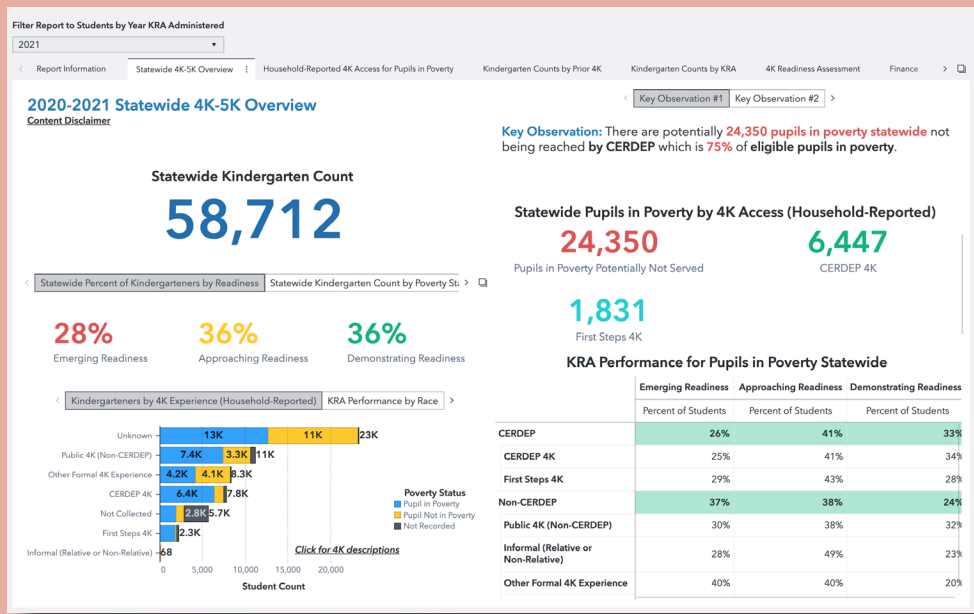 Filter Report to Students by Year KRA Administered
2021
Report Information
Statewide 4K-5K Overview
Household-Reported 4K Access for Pupils in Poverty
Kindergarten Counts by Prior 4K
Kindergarten Counts by KRA
4K Readiness Assessment
Finance
2020-2021 Statewide 4K-5K Overview
Content Disclaimer
Statewide Kindergarten Count
58,712
Statewide Percent of Kindergarteners by Readiness
Statewide Kindergarten Count by Poverty St
28%
36%
36%
Emerging Readiness
Approaching Readiness
Demonstrating Readiness
Kindergarteners by 4K Experience (Household-Reported)
KRA Performance by Race
Unknown 13K 11K 23K
Public 4K (Non-CERDEP) 7.4K 3.3K 11K
Other Formal 4K Experience 4.2K 4.1K 8.3K
CERDEP 4K 6.4K 7.8K
Not Collected 2.8K 5.7K
First Steps 4K 2.3K
Informal (Relative or Non-Relative) 68
0 5,000 10,000 15,000 20,000
Student Count
Poverty Status
Pupil in Poverty
Pupil Not in Poverty
Not Recorded
Click for 4K descriptions
Key Observation #1
Key Observation #2
Key Observation: There are potentially 24,350 pupils in poverty statewide not
being reached by CERDEP which is 75% of eligible pupils in poverty.
Statewide Pupils in Poverty by 4K Access (Household-Reported)
24,350
6,447
Pupils in Poverty Potentially Not Served
CERDEP 4K
1,831
First Steps 4K
KRA Performance for Pupils in Poverty Statewide
Emerging Readiness Approaching Readiness Demonstrating Readiness
Percent of Students Percent of Students Percent of Students
CERDEP 26% 41% 33%
CERDEP 4K 25% 41% 34%
First Steps 4K 29% 43% 28%
Non-CERDEP 37% 38% 24%
Public 4K (Non-CERDEP) 30% 38% 32%
Informal (Relative or
Non-Relative) 28% 49% 23%
Other Formal 4K Experience 40% 40% 20%